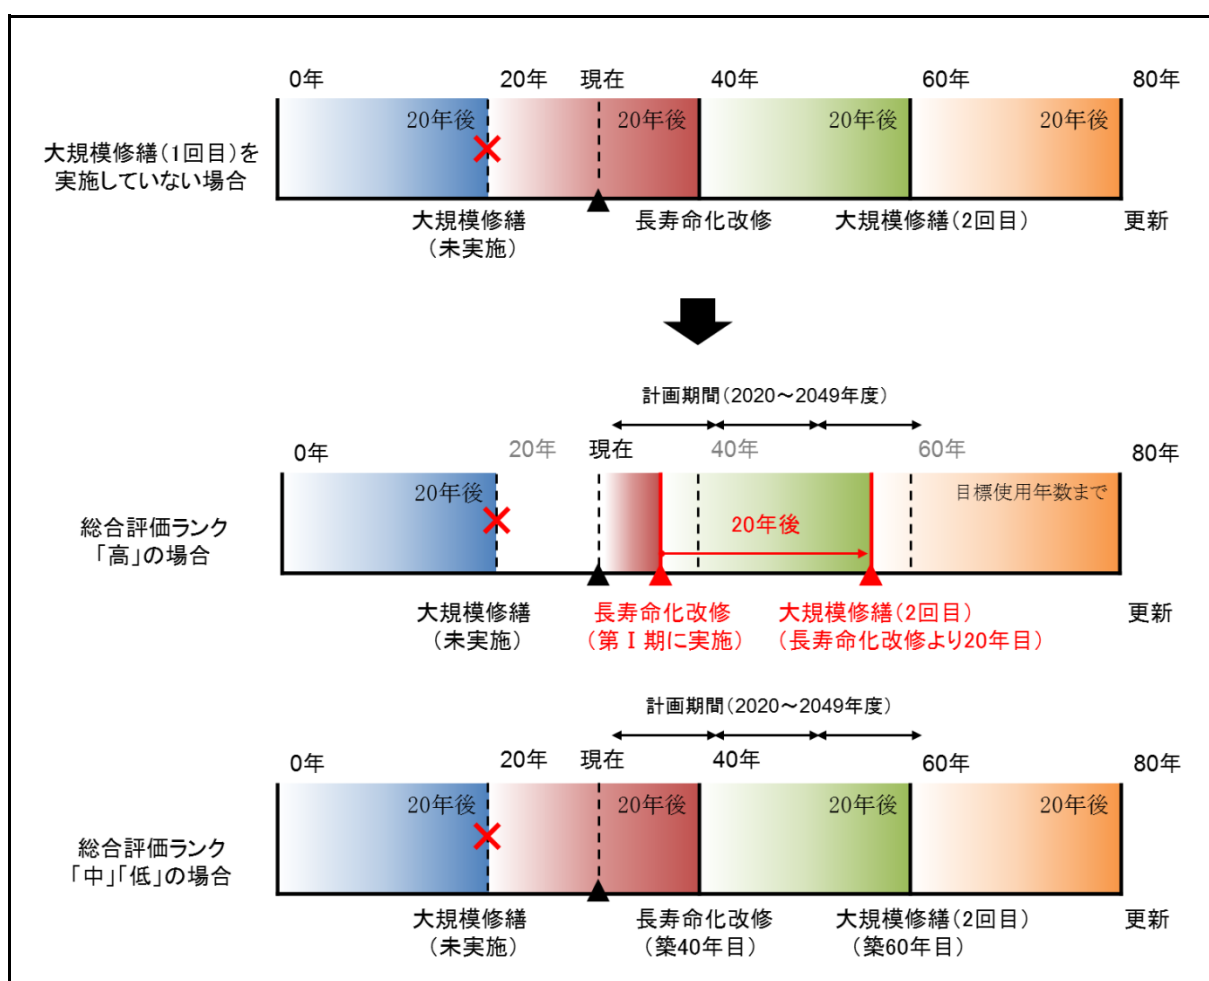 0年
20年
現在
40年
60年
80年
20年後
20年後
20年後
20年後
大規模修繕(1回目)を
実施していない場合
大規模修繕
(未実施)
長寿命化改修
大規模修繕(2回目)
更新
計画期間(2020~2049年度)
0年
20年
現在
40年
60年
80年
20年後
目標使用年数まで
20年後
総合評価ランク
「高」の場合
大規模修繕
(未実施)
長寿命化改修
(第Ⅰ期に実施)
大規模修繕(2回目)
(長寿命化改修より20年目)
更新
計画期間(2020~2049年度)
0年
20年
現在
40年
60年
80年
20年後
20年後
20年後
20年後
総合評価ランク
「中」「低」の場合
大規模修繕
(未実施)
長寿命化改修
(築40年目)
大規模修繕(2回目)
(築60年目)
更新